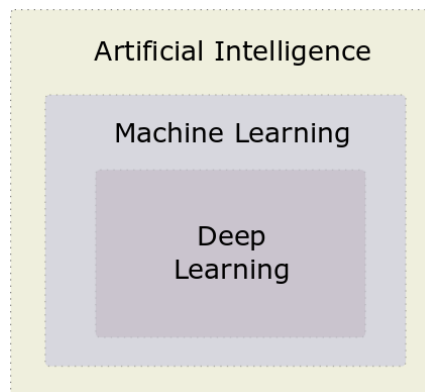 Artificial Intelligence
Machine Learning
Deep
Learning